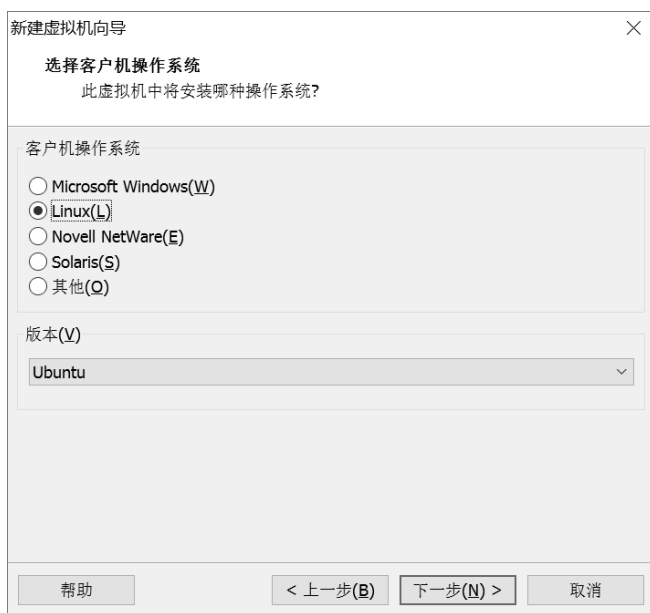 新建虚拟机向导
选择客户机操作系统
此虚拟机中将安装哪种操作系统?
客户机操作系统
Microsoft Windows(W)
Linux(L)
Novell NetWare(E)
Solaris(S)
其他(O)
版本(V)
Ubuntu
帮助
< 上一步(B)
下一步(N) >
取消